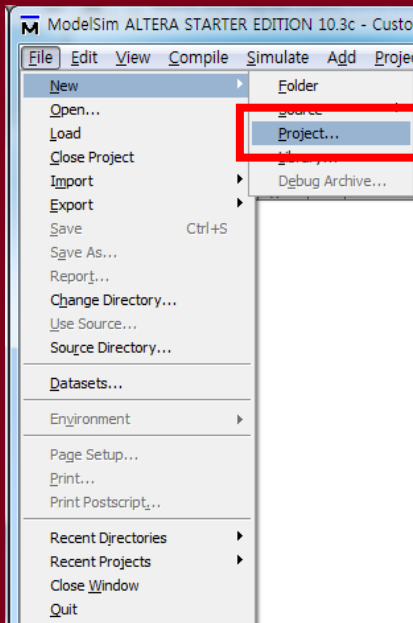 ModelSim ALTERA STARTER EDITION 10.3c - Custo
File Edit View Compile Simulate Add Projec
New
Folder
Open...
Source
Load
Project...
Close Project
Library...
Import
Debug Archive...
Export
Save Ctrl+S
Save As...
Report...
Change Directory...
Use Source...
Source Directory...
Datasets...
Environment
Page Setup...
Print...
Print Postscript...
Recent Directories
Recent Projects
Close Window
Quit